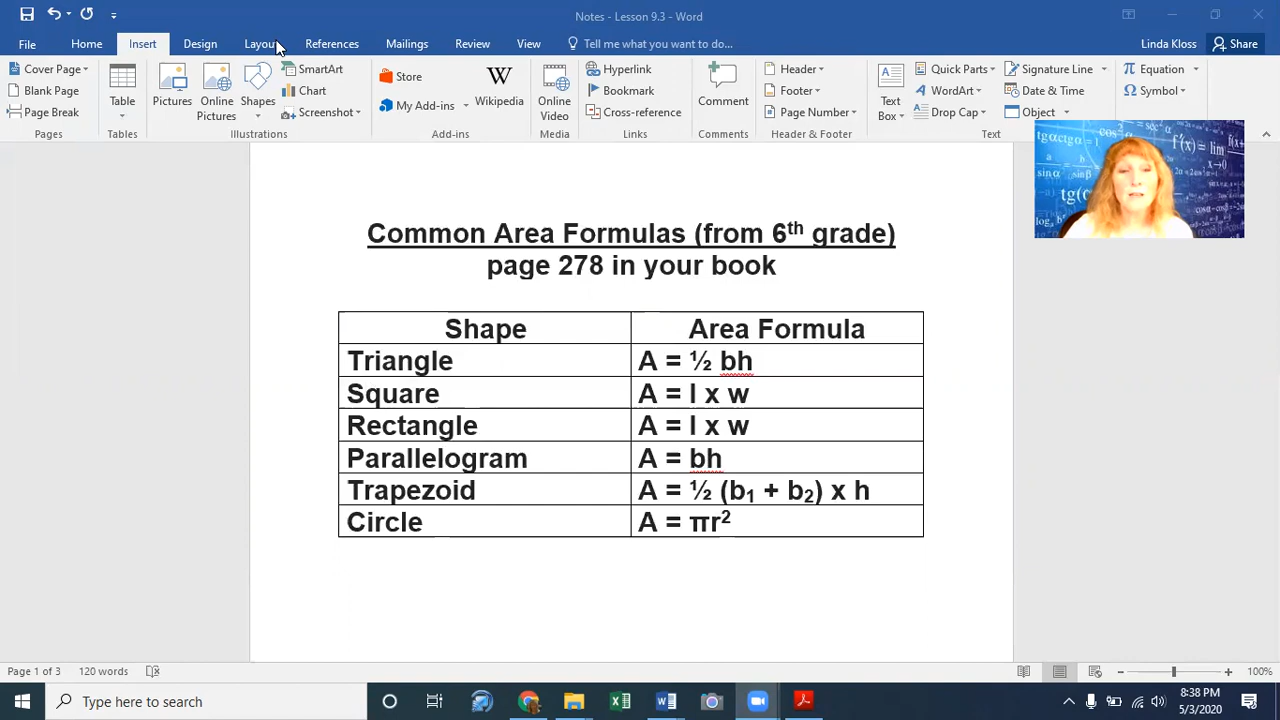 Notes - Lesson 9.3 - Word
File Home Insert Design Layout References Mailings Review View Tell me what you want to do... Linda Kloss Share
Cover Page
Blank Page
Page Break
Pages
Table
Tables
Pictures
Online Pictures
Shapes
SmartArt
Chart
Screenshot
Illustrations
Store
My Add-ins
Wikipedia
Add-ins
Online Video
Media
Hyperlink
Bookmark
Cross-reference
Links
Comment
Comments
Header
Footer
Page Number
Header & Footer
Text Box
Quick Parts
WordArt
Drop Cap
Signature Line
Date & Time
Object
Text
Equation
Symbol
Symbols
Common Area Formulas (from 6th grade)
page 278 in your book
Shape Area Formula
Triangle A = ½ bh
Square A = l x w
Rectangle A = l x w
Parallelogram A = bh
Trapezoid A = ½ (b₁ + b₂) x h
Circle A = πr²
Page 1 of 3 120 words 100%
Type here to search
8:38 PM
5/3/2020